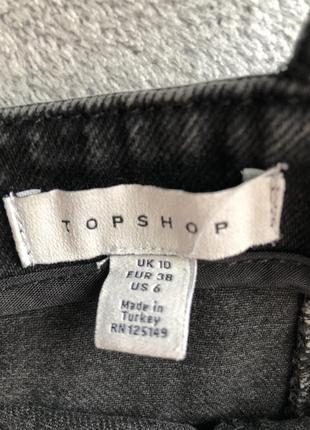 TOPSHOP
UK 10
EUR 38
US 6
Made in
Turkey
RN125149